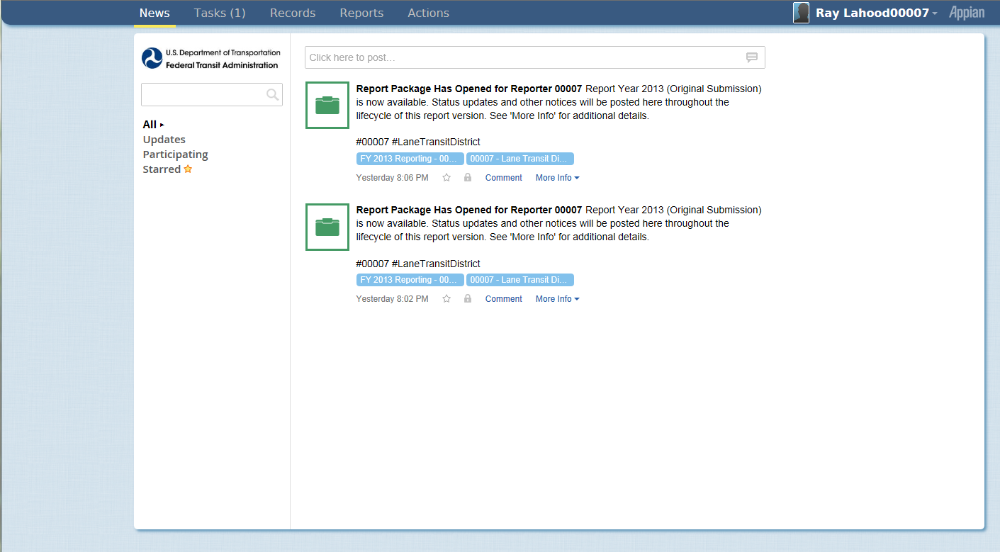 News Tasks (1) Records Reports Actions Ray Lahood00007 Appian
U.S. Department of Transportation
Federal Transit Administration
All
Updates
Participating
Starred
Click here to post...
Report Package Has Opened for Reporter 00007 Report Year 2013 (Original Submission)
is now available. Status updates and other notices will be posted here throughout the
lifecycle of this report version. See 'More Info' for additional details.
#00007 #LaneTransitDistrict
FY 2013 Reporting - 00... 00007 - Lane Transit Di...
Yesterday 8:06 PM Comment More Info
Report Package Has Opened for Reporter 00007 Report Year 2013 (Original Submission)
is now available. Status updates and other notices will be posted here throughout the
lifecycle of this report version. See 'More Info' for additional details.
#00007 #LaneTransitDistrict
FY 2013 Reporting - 00... 00007 - Lane Transit Di...
Yesterday 8:02 PM Comment More Info